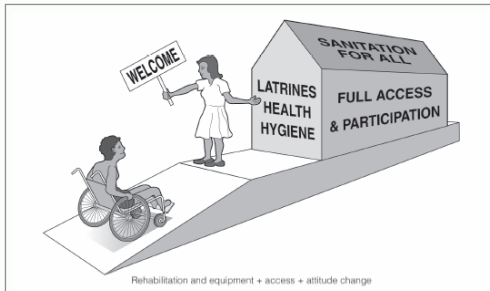 WELCOME
SANITATION
FOR ALL
LATRINES
HEALTH
HYGIENE
FULL ACCESS
& PARTICIPATION
Rehabilitation and equipment + access + attitude change